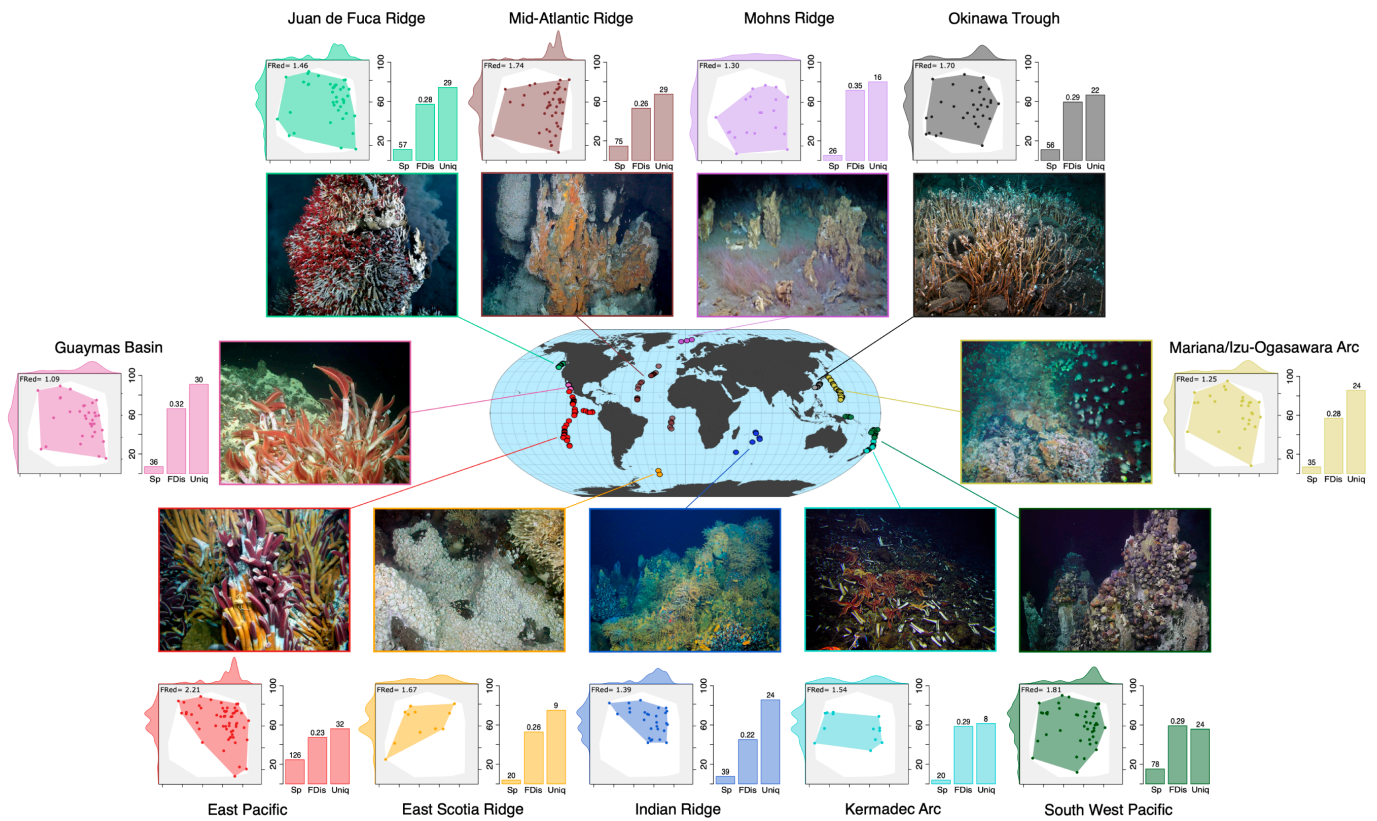 Juan de Fuca Ridge
Mid-Atlantic Ridge
Mohns Ridge
Okinawa Trough
FRed= 1.46
100
60
20
57
0.28
29
Sp FDis Uniq
FRed= 1.74
100
60
20
75
0.26
29
Sp FDis Uniq
FRed= 1.30
100
60
20
26
0.35
16
Sp FDis Uniq
FRed= 1.70
100
60
20
56
0.29
22
Sp FDis Uniq
Guaymas Basin
FRed= 1.09
100
60
20
36
0.32
30
Sp FDis Uniq
Mariana/Izu-Ogasawara Arc
FRed= 1.25
100
60
20
35
0.28
24
Sp FDis Uniq
FRed= 2.21
100
60
20
126
0.23
32
Sp FDis Uniq
East Pacific
FRed= 1.67
100
60
20
20
0.26
9
Sp FDis Uniq
East Scotia Ridge
FRed= 1.39
100
60
20
39
0.22
24
Sp FDis Uniq
Indian Ridge
FRed= 1.54
100
60
20
20
0.29
8
Sp FDis Uniq
Kermadec Arc
FRed= 1.81
100
60
20
78
0.29
24
Sp FDis Uniq
South West Pacific